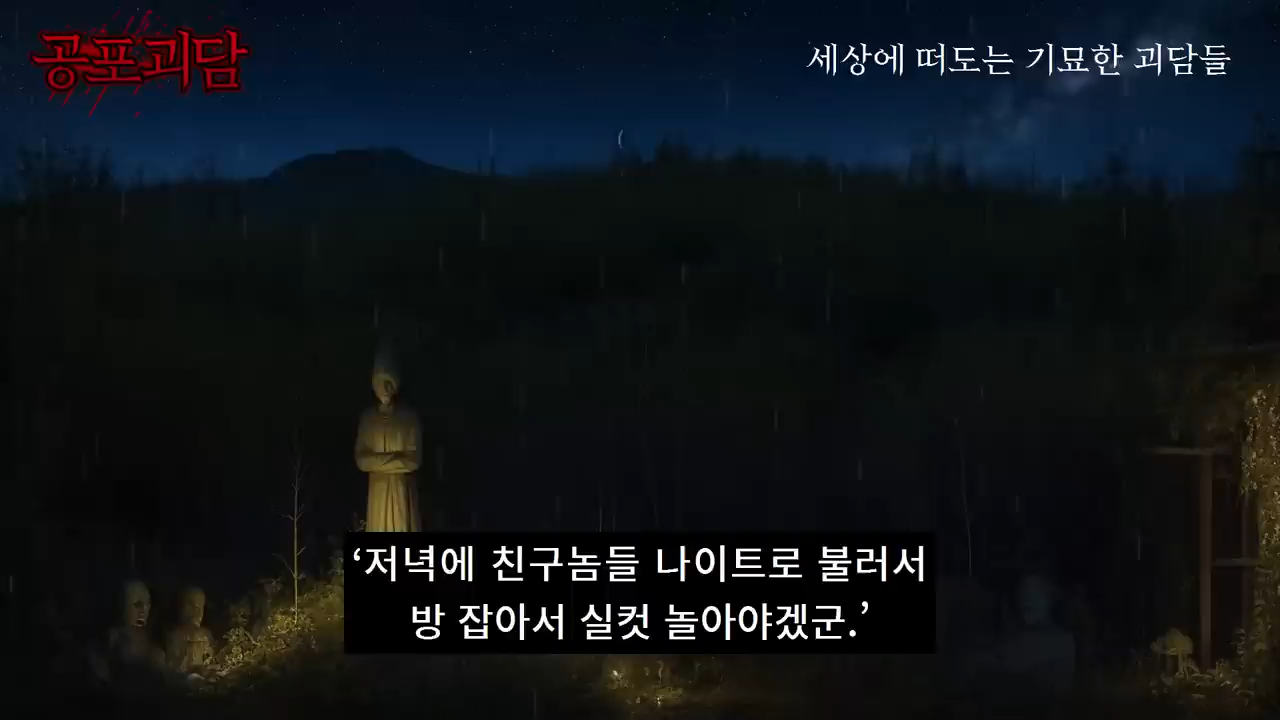 공포괴담
세상에 떠도는 기묘한 괴담들
‘저녁에 친구놈들 나이트로 불러서
방 잡아서 실컷 놀아야겠군.’